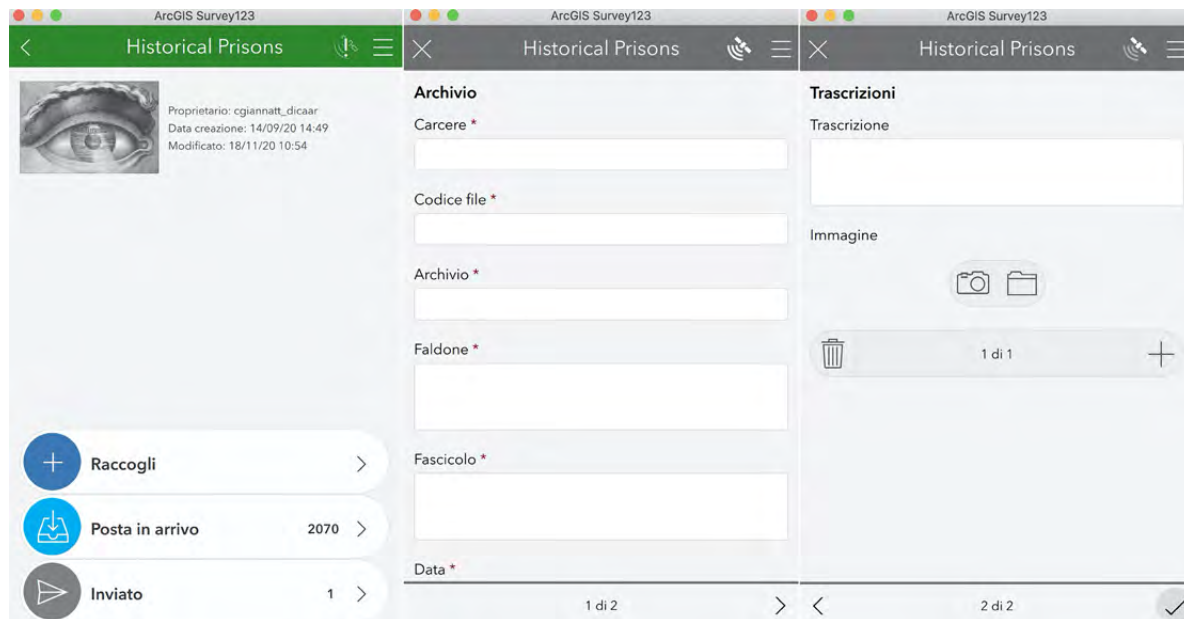 ArcGIS Survey123
Historical Prisons
Proprietario: cgiannatt_dicaar
Data creazione: 14/09/20 14:49
Modificato: 18/11/20 10:54
Raccogli
Posta in arrivo 2070
Inviato 1
ArcGIS Survey123
Historical Prisons
Archivio
Carcere *
Codice file *
Archivio *
Faldone *
Fascicolo *
Data *
1 di 2
ArcGIS Survey123
Historical Prisons
Trascrizioni
Trascrizione
Immagine
1 di 1
2 di 2